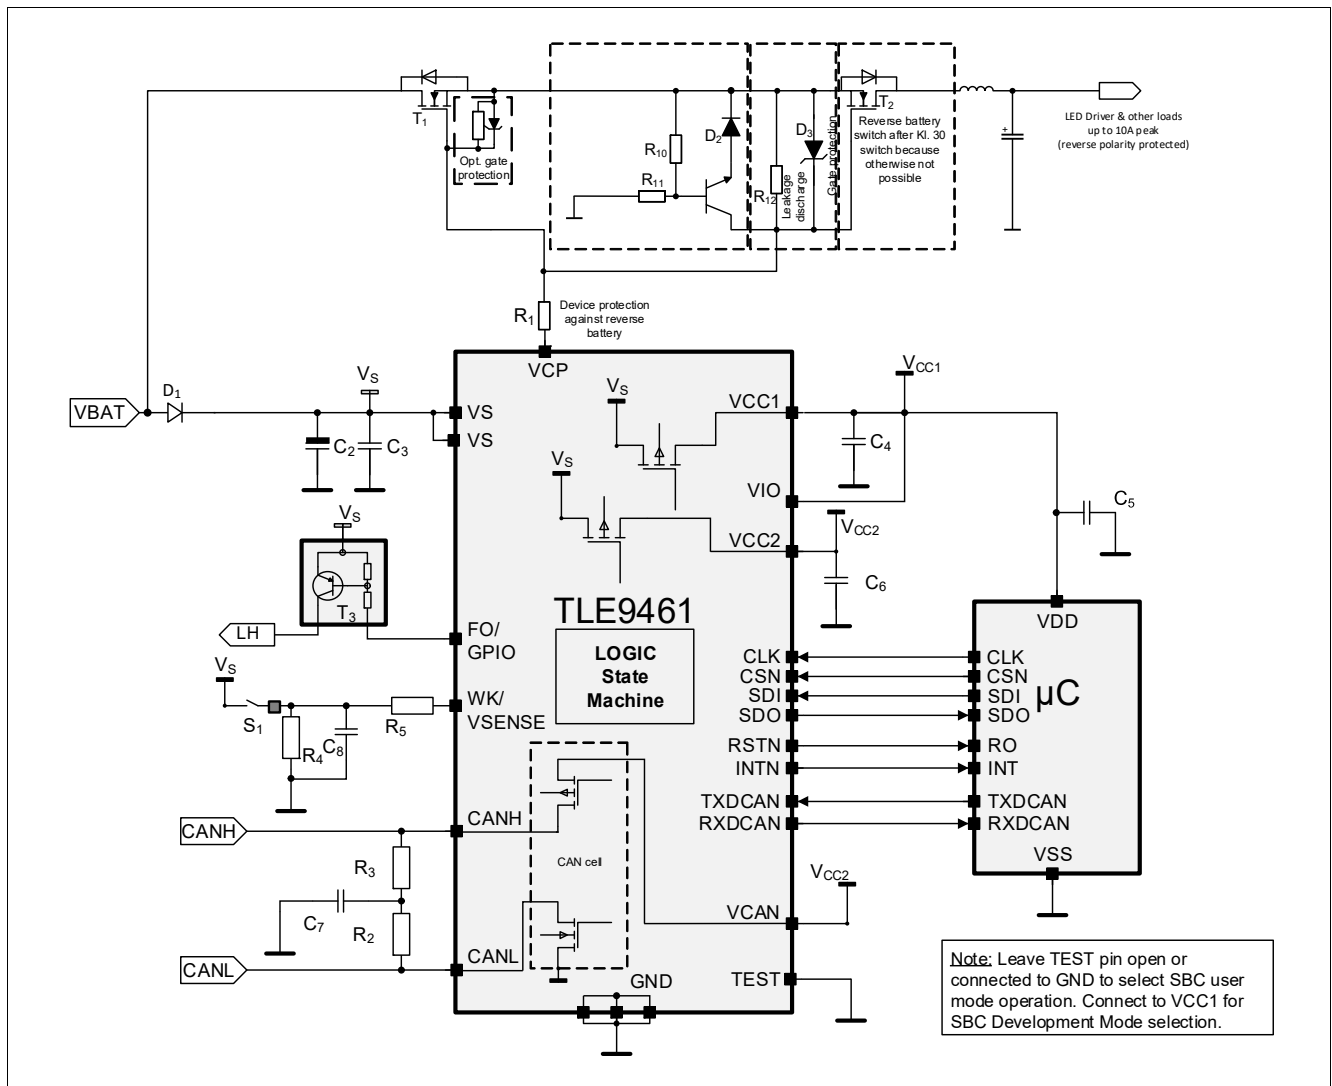 T1
Opt. gate
protection
R10
R11
D2
R12
Leakage
discharge
D3
Gate protection
T2
Reverse battery
switch after Kl. 30
switch because
otherwise not
possible
+
LED Driver & other loads
up to 10A peak
(reverse polarity protected)
R1
Device protection
against reverse
battery
VCP
VBAT
D1
VS
C2
C3
VS
VS
VS
VS
VCC1
VCC1
C4
VIO
VCC2
VCC2
C6
C5
VS
T3
LH
FO/
GPIO
TLE9461
LOGIC
State
Machine
VS
S1
R4
C8
R5
WK/
VSENSE
CLK
CSN
SDI
SDO
RSTN
INTN
TXDCAN
RXDCAN
VDD
CLK
CSN
SDI
SDO
µC
RO
INT
TXDCAN
RXDCAN
VSS
CANH
CANH
R3
C7
R2
CANL
CANL
CAN cell
VCC2
VCAN
TEST
GND
Note: Leave TEST pin open or
connected to GND to select SBC user
mode operation. Connect to VCC1 for
SBC Development Mode selection.